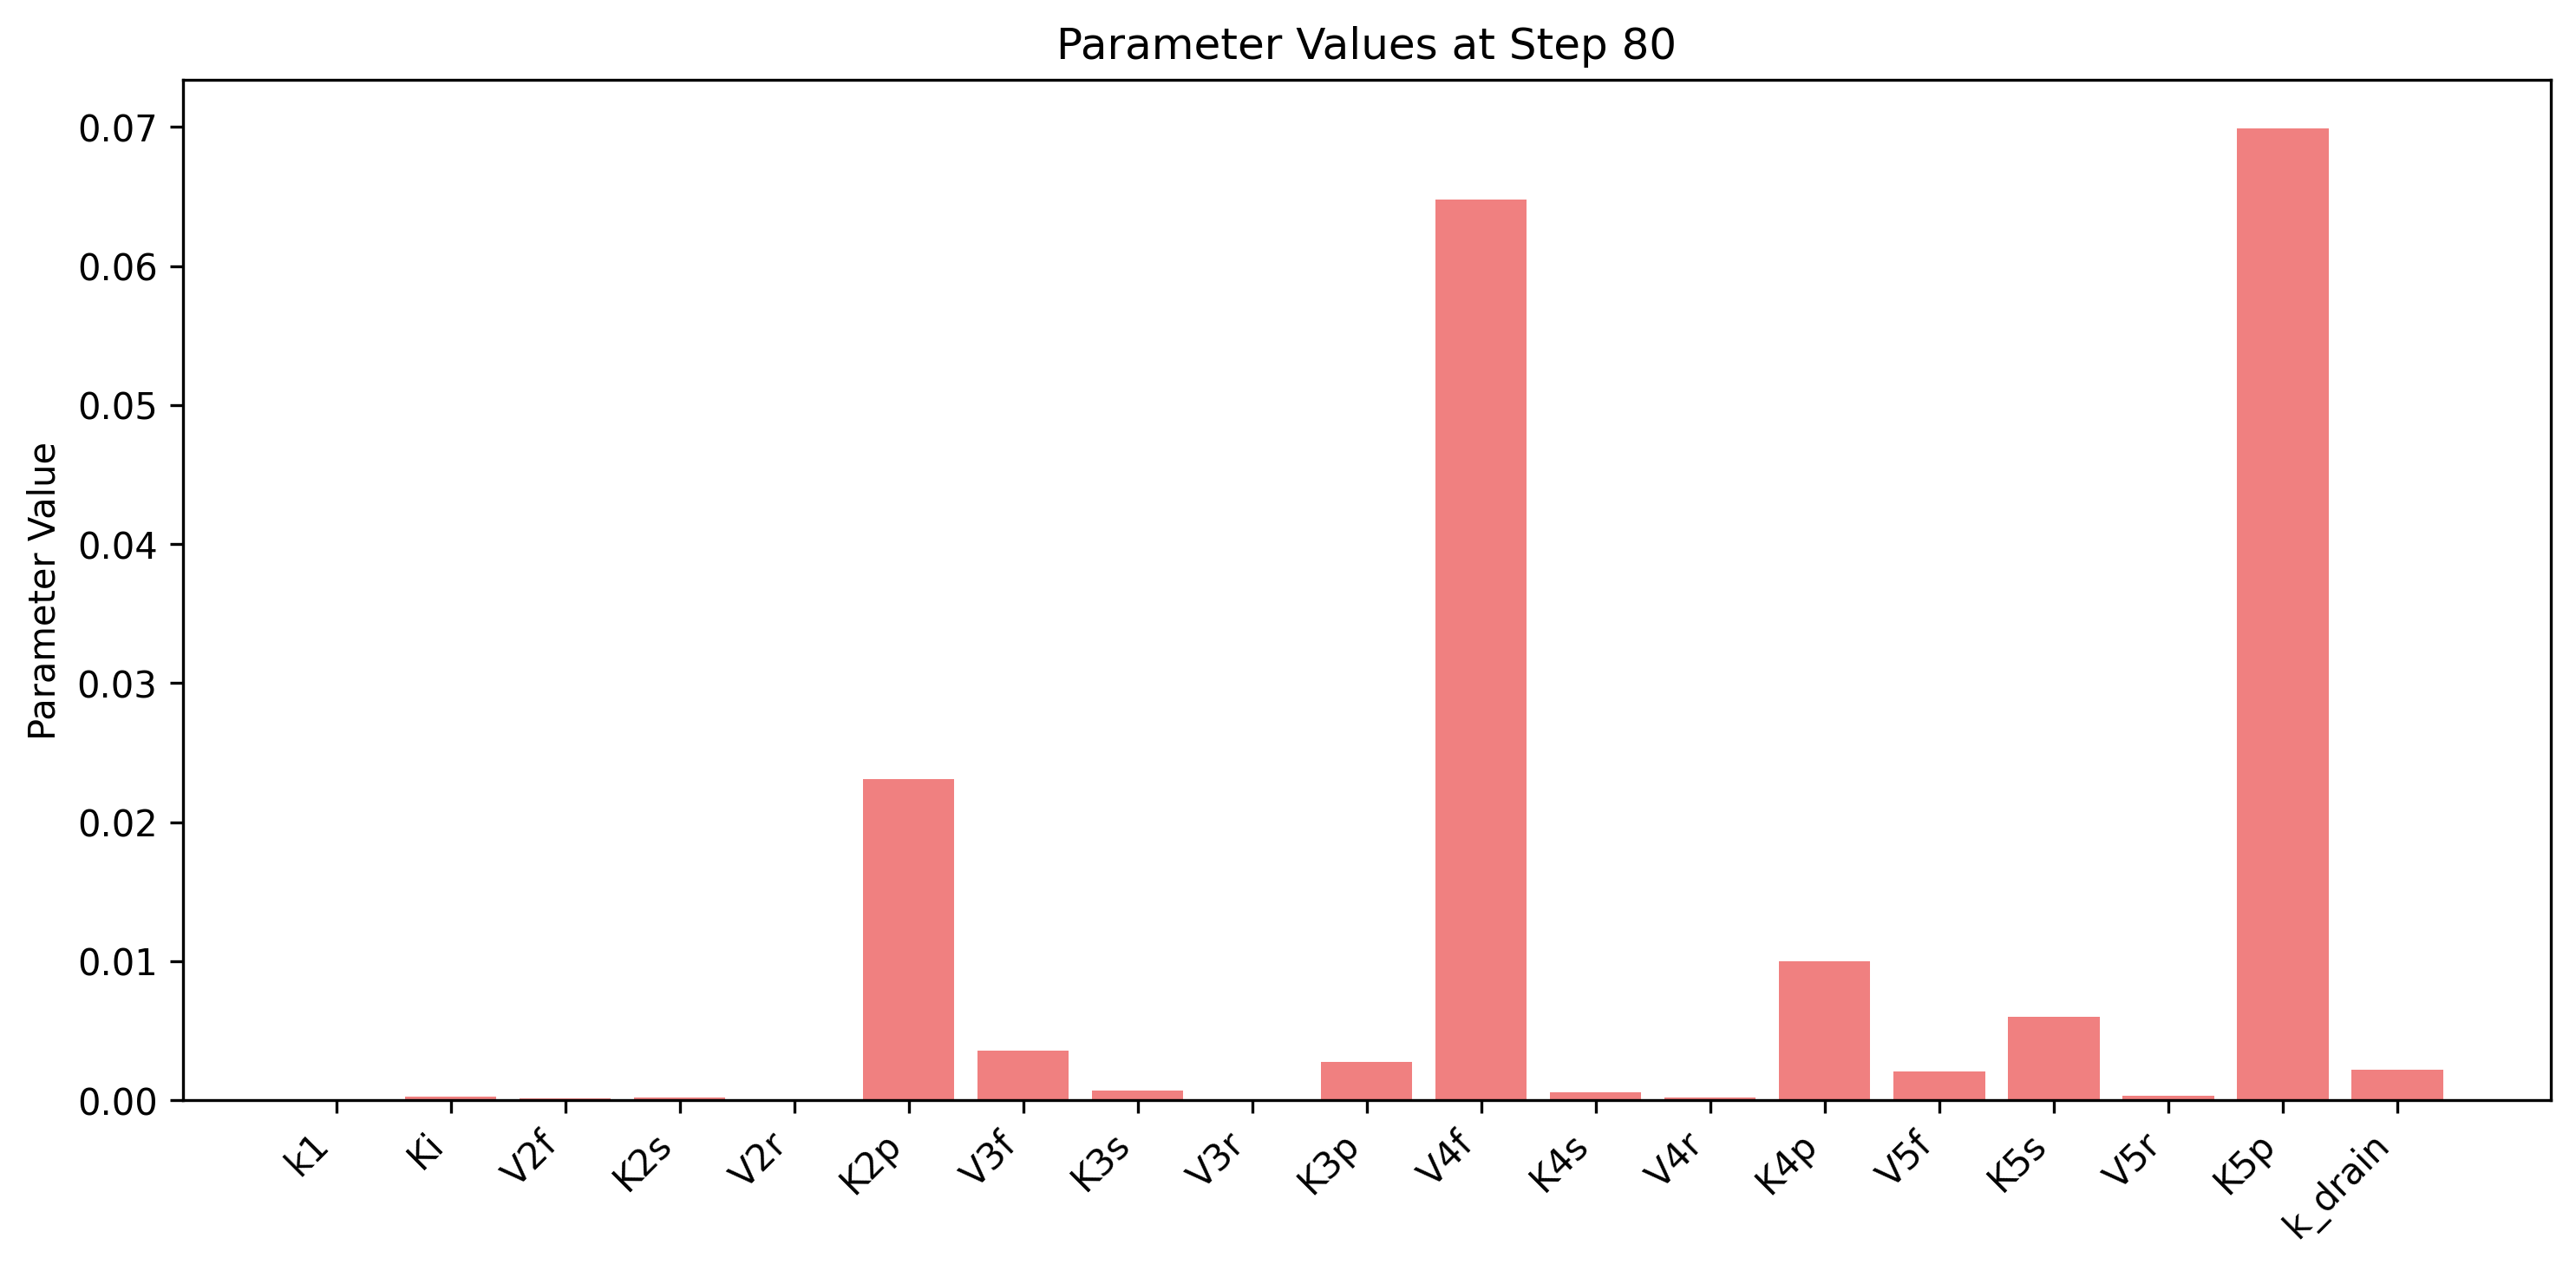 Parameter Values at Step 80
Parameter Value
0.07
0.06
0.05
0.04
0.03
0.02
0.01
0.00
k1
Ki
V2f
K2s
V2r
K2p
V3f
K3s
V3r
K3p
V4f
K4s
V4r
K4p
V5f
K5s
V5r
K5p
k_drain